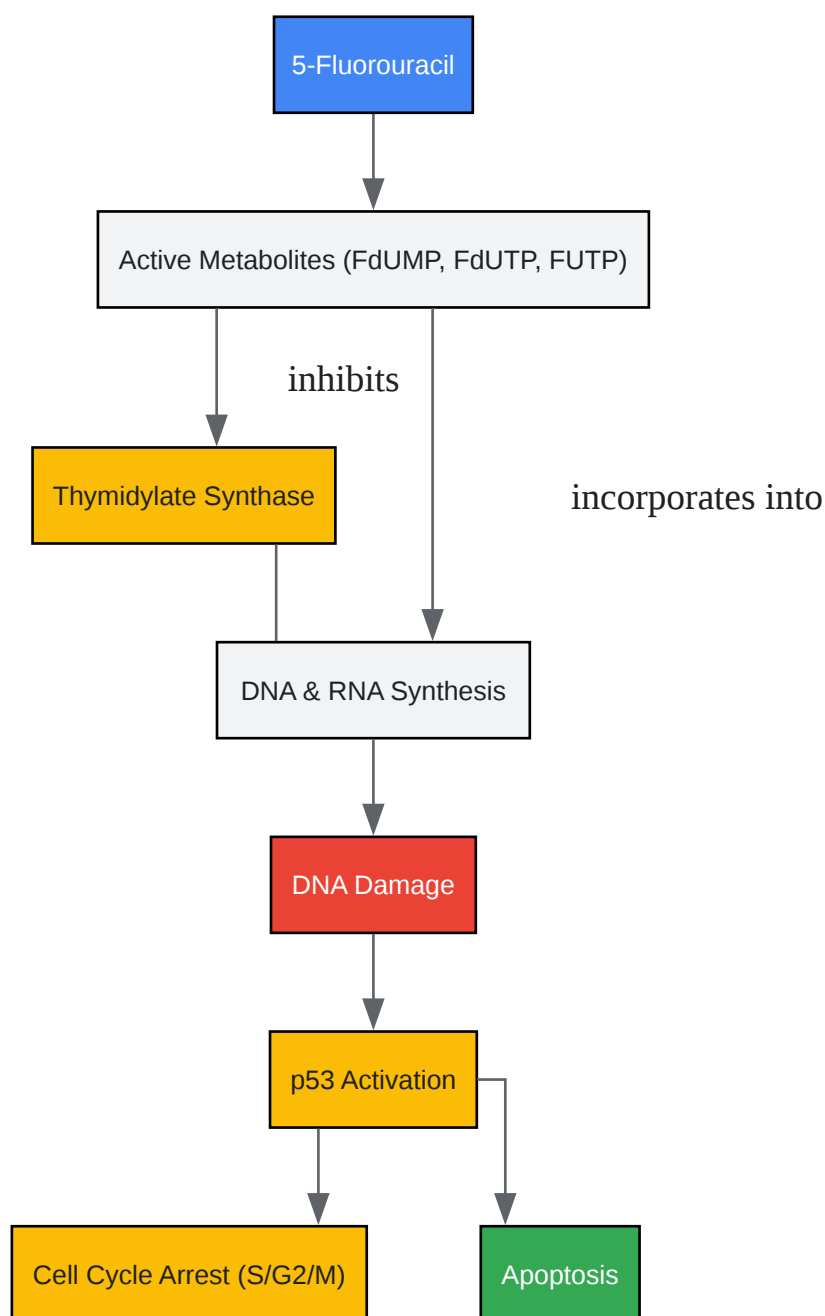 5-Fluorouracil
Active Metabolites (FdUMP, FdUTP, FUTP)
inhibits
Thymidylate Synthase
incorporates into
DNA & RNA Synthesis
DNA Damage
p53 Activation
Cell Cycle Arrest (S/G2/M)
Apoptosis